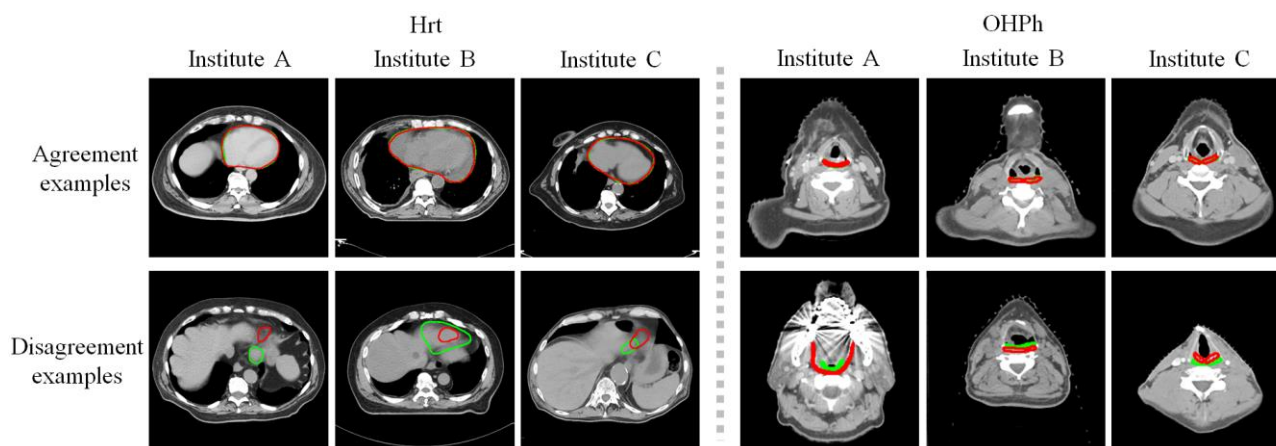 Hrt
OHPh
Institute A
Institute B
Institute C
Institute A
Institute B
Institute C
Agreement
examples
Disagreement
examples